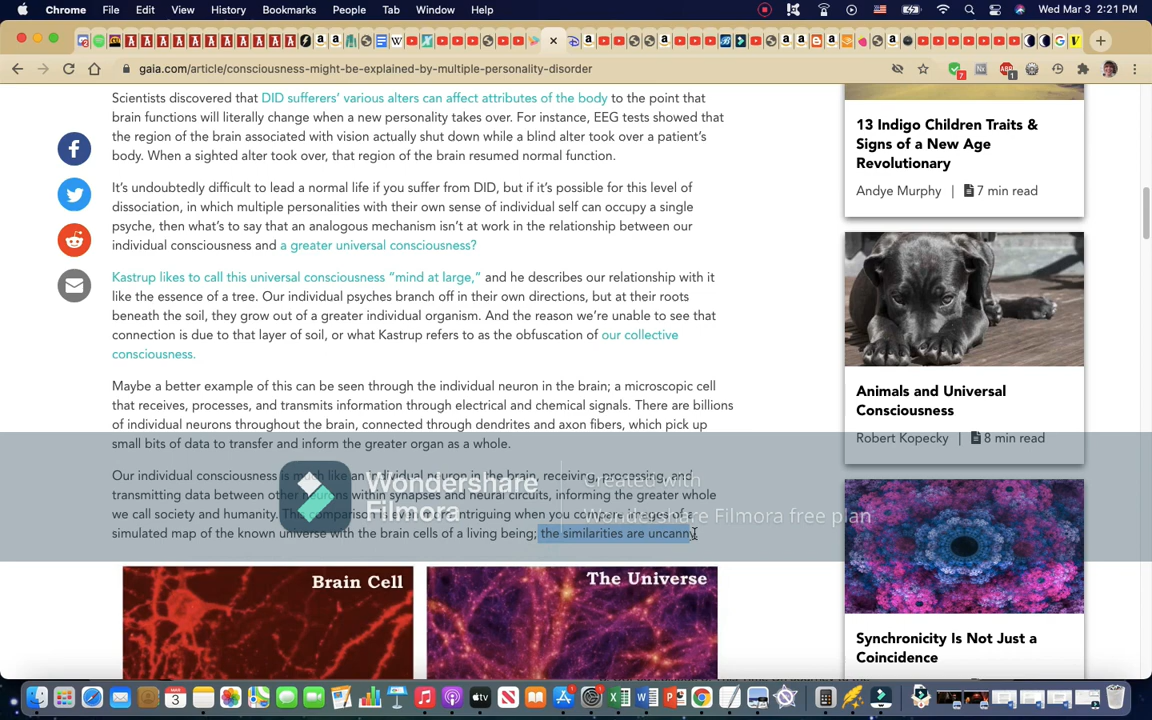 Chrome File Edit View History Bookmarks People Tab Window Help Wed Mar 3 2:21 PM
gaia.com/article/consciousness-might-be-explained-by-multiple-personality-disorder
Scientists discovered that DID sufferers' various alters can affect attributes of the body to the point that
brain functions will literally change when a new personality takes over. For instance, EEG tests showed that
the region of the brain associated with vision actually shut down while a blind alter took over a patient's
body. When a sighted alter took over, that region of the brain resumed normal function.
It's undoubtedly difficult to lead a normal life if you suffer from DID, but if it's possible for this level of
dissociation, in which multiple personalities with their own sense of individual self can occupy a single
psyche, then what's to say that an analogous mechanism isn't at work in the relationship between our
individual consciousness and a greater universal consciousness?
Kastrup likes to call this universal consciousness "mind at large," and he describes our relationship with it
like the essence of a tree. Our individual psyches branch off in their own directions, but at their roots
beneath the soil, they grow out of a greater individual organism. And the reason we're unable to see that
connection is due to that layer of soil, or what Kastrup refers to as the obfuscation of our collective
consciousness.
Maybe a better example of this can be seen through the individual neuron in the brain; a microscopic cell
that receives, processes, and transmits information through electrical and chemical signals. There are billions
of individual neurons throughout the brain, connected through dendrites and axon fibers, which pick up
small bits of data to transfer and inform the greater organ as a whole.
Our individual consciousness is much like an individual neuron in the brain, receiving, processing, and
transmitting data between other neurons within synapses and neural circuits, informing the greater whole
we call society and humanity. This comparison is even more intriguing when you compare images of a
simulated map of the known universe with the brain cells of a living being; the similarities are uncanny
Wondershare
Filmora
Created with
Wondershare Filmora free plan
Brain Cell
The Universe
13 Indigo Children Traits &
Signs of a New Age
Revolutionary
Andye Murphy | 7 min read
Animals and Universal
Consciousness
Robert Kopecky | 8 min read
Synchronicity Is Not Just a
Coincidence